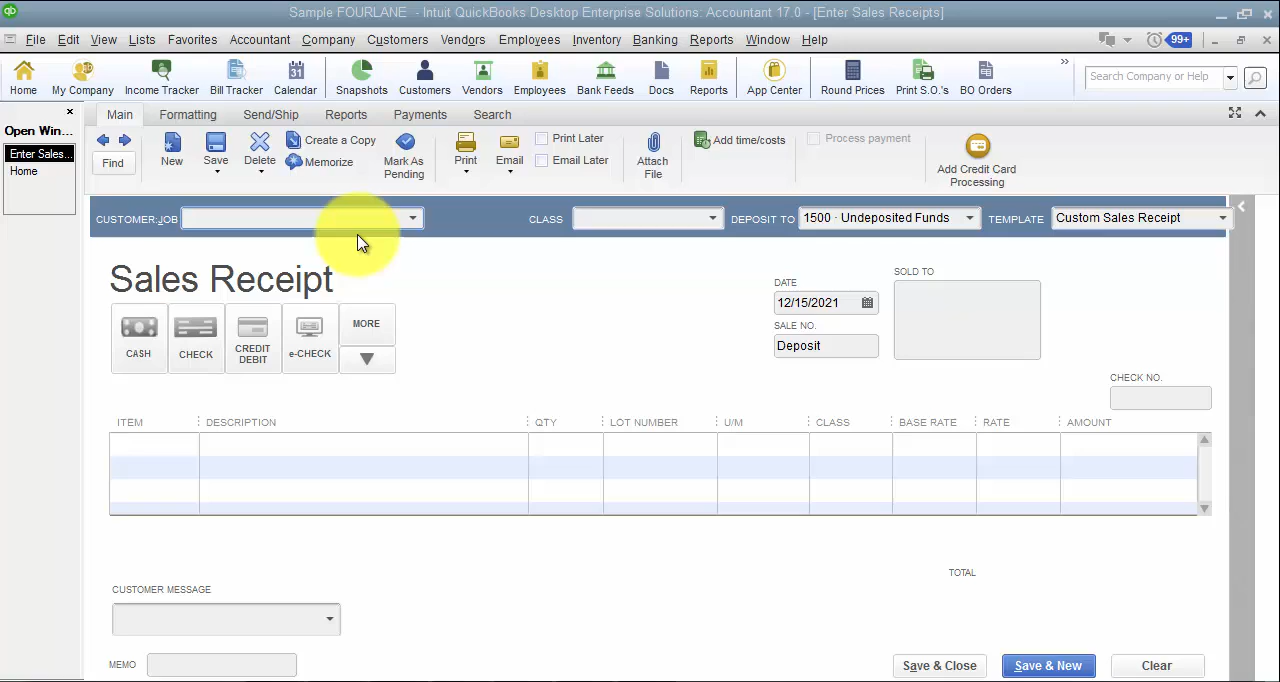 Sample FOURLANE - Intuit QuickBooks Desktop Enterprise Solutions: Accountant 17.0 - [Enter Sales Receipts]
File Edit View Lists Favorites Accountant Company Customers Vendors Employees Inventory Banking Reports Window Help 99+
Home My Company Income Tracker Bill Tracker Calendar Snapshots Customers Vendors Employees Bank Feeds Docs Reports App Center Round Prices Print S.O.'s BO Orders » Search Company or Help
Open Win...
Enter Sales...
Home
Main Formatting Send/Ship Reports Payments Search
Find New Save Delete Create a Copy
Memorize
Mark As
Pending
Print Email Print Later
Email Later
Attach
File
Add time/costs Process payment
Add Credit Card
Processing
CUSTOMER:JOB CLASS DEPOSIT TO 1500 · Undeposited Funds TEMPLATE Custom Sales Receipt
Sales Receipt
DATE
12/15/2021
SALE NO.
Deposit
SOLD TO
CASH CHECK CREDIT
DEBIT
e-CHECK MORE
CHECK NO.
ITEM DESCRIPTION QTY LOT NUMBER U/M CLASS BASE RATE RATE AMOUNT
TOTAL
CUSTOMER MESSAGE
MEMO
Save & Close Save & New Clear